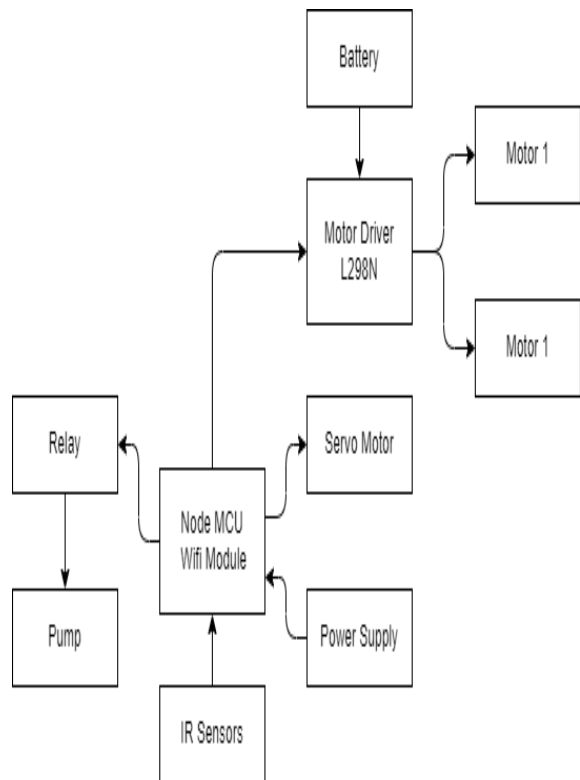 Battery
Motor 1
Motor Driver
L298N
Motor 1
Relay
Servo Motor
Node MCU
Wifi Module
Pump
Power Supply
IR Sensors